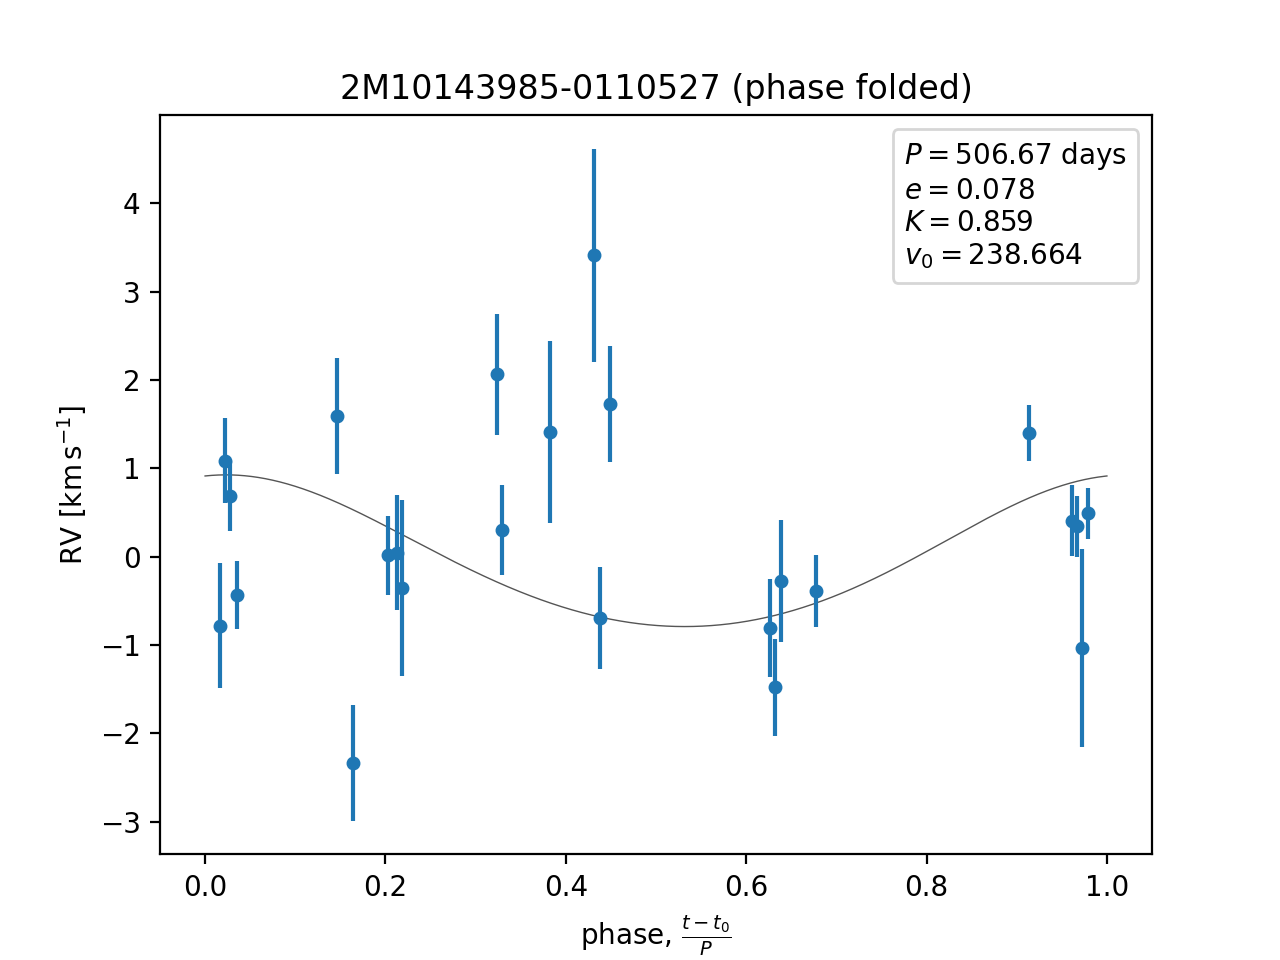 2M10143985-0110527 (phase folded)
P = 506.67 days
e = 0.078
K = 0.859
v₀ = 238.664
RV [km s⁻¹]
4
3
2
1
0
−1
−2
−3
0.0 0.2 0.4 0.6 0.8 1.0
phase, (t − t₀)/P